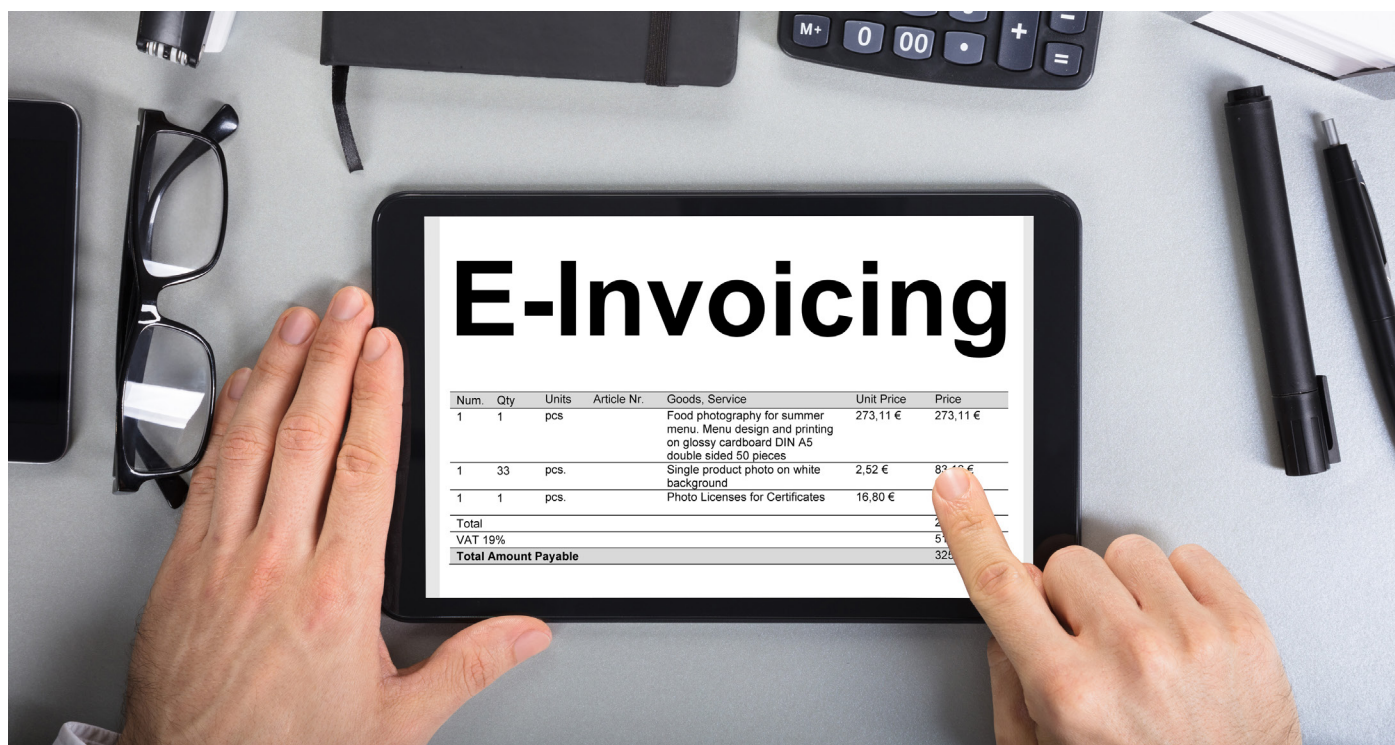 M+ 0 00 • + − =
E-Invoicing
Num. Qty Units Article Nr. Goods, Service Unit Price Price
1 1 pcs Food photography for summer 273,11 € 273,11 €
menu. Menu design and printing
on glossy cardboard DIN A5
double sided 50 pieces
1 33 pcs. Single product photo on white 2,52 €
background
1 1 pcs. Photo Licenses for Certificates 16,80 €
Total
VAT 19%
Total Amount Payable